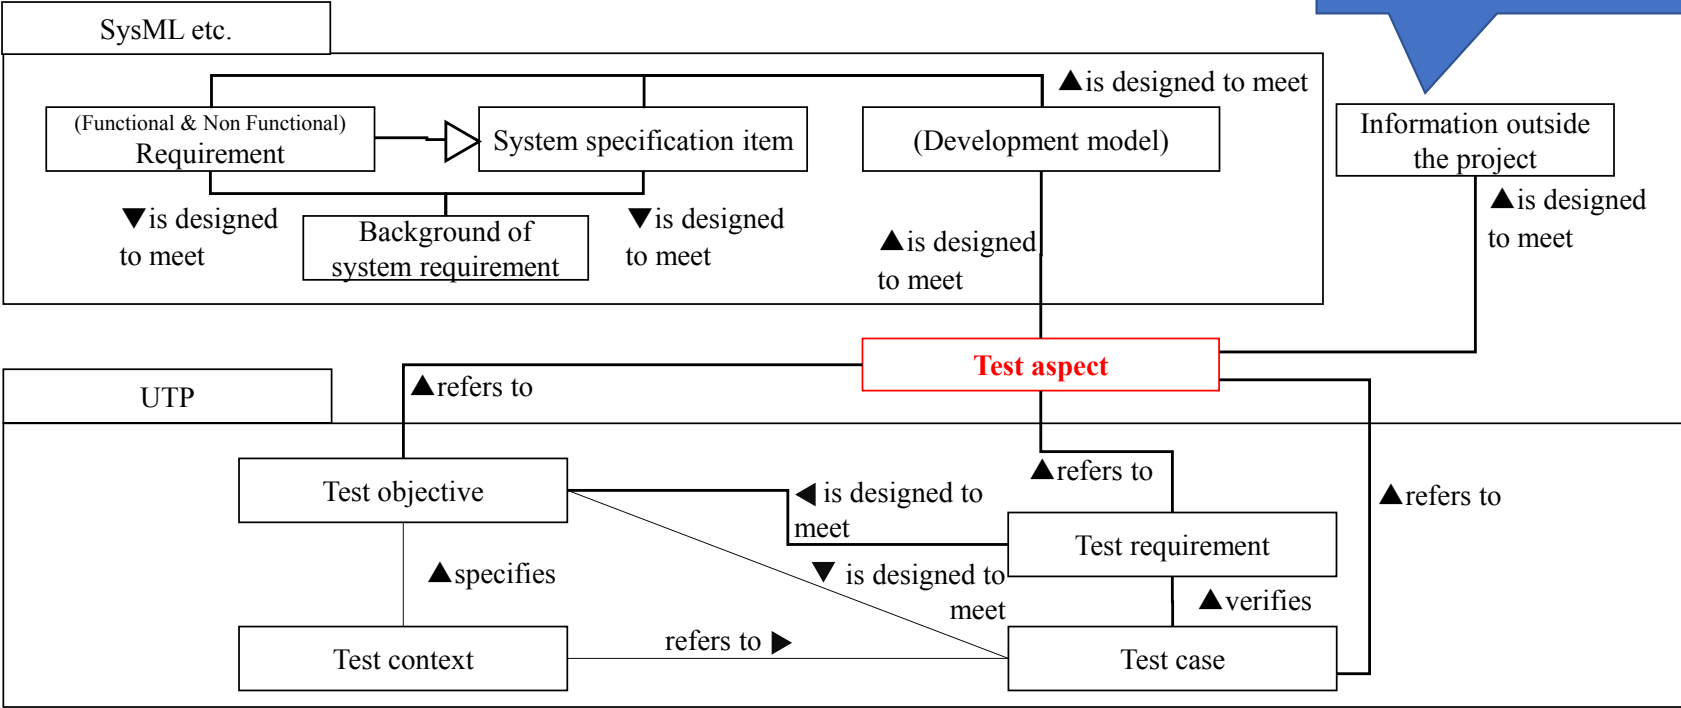 SysML etc.
▲is designed to meet
(Functional & Non Functional)
Requirement
System specification item
(Development model)
Information outside
the project
▼is designed
to meet
Background of
system requirement
▼is designed
to meet
▲is designed
to meet
▲is designed
to meet
Test aspect
▲refers to
UTP
Test objective
◀ is designed to
meet
▲refers to
▲refers to
Test requirement
▲specifies
▼ is designed to
meet
▲verifies
Test context
refers to ▶
Test case